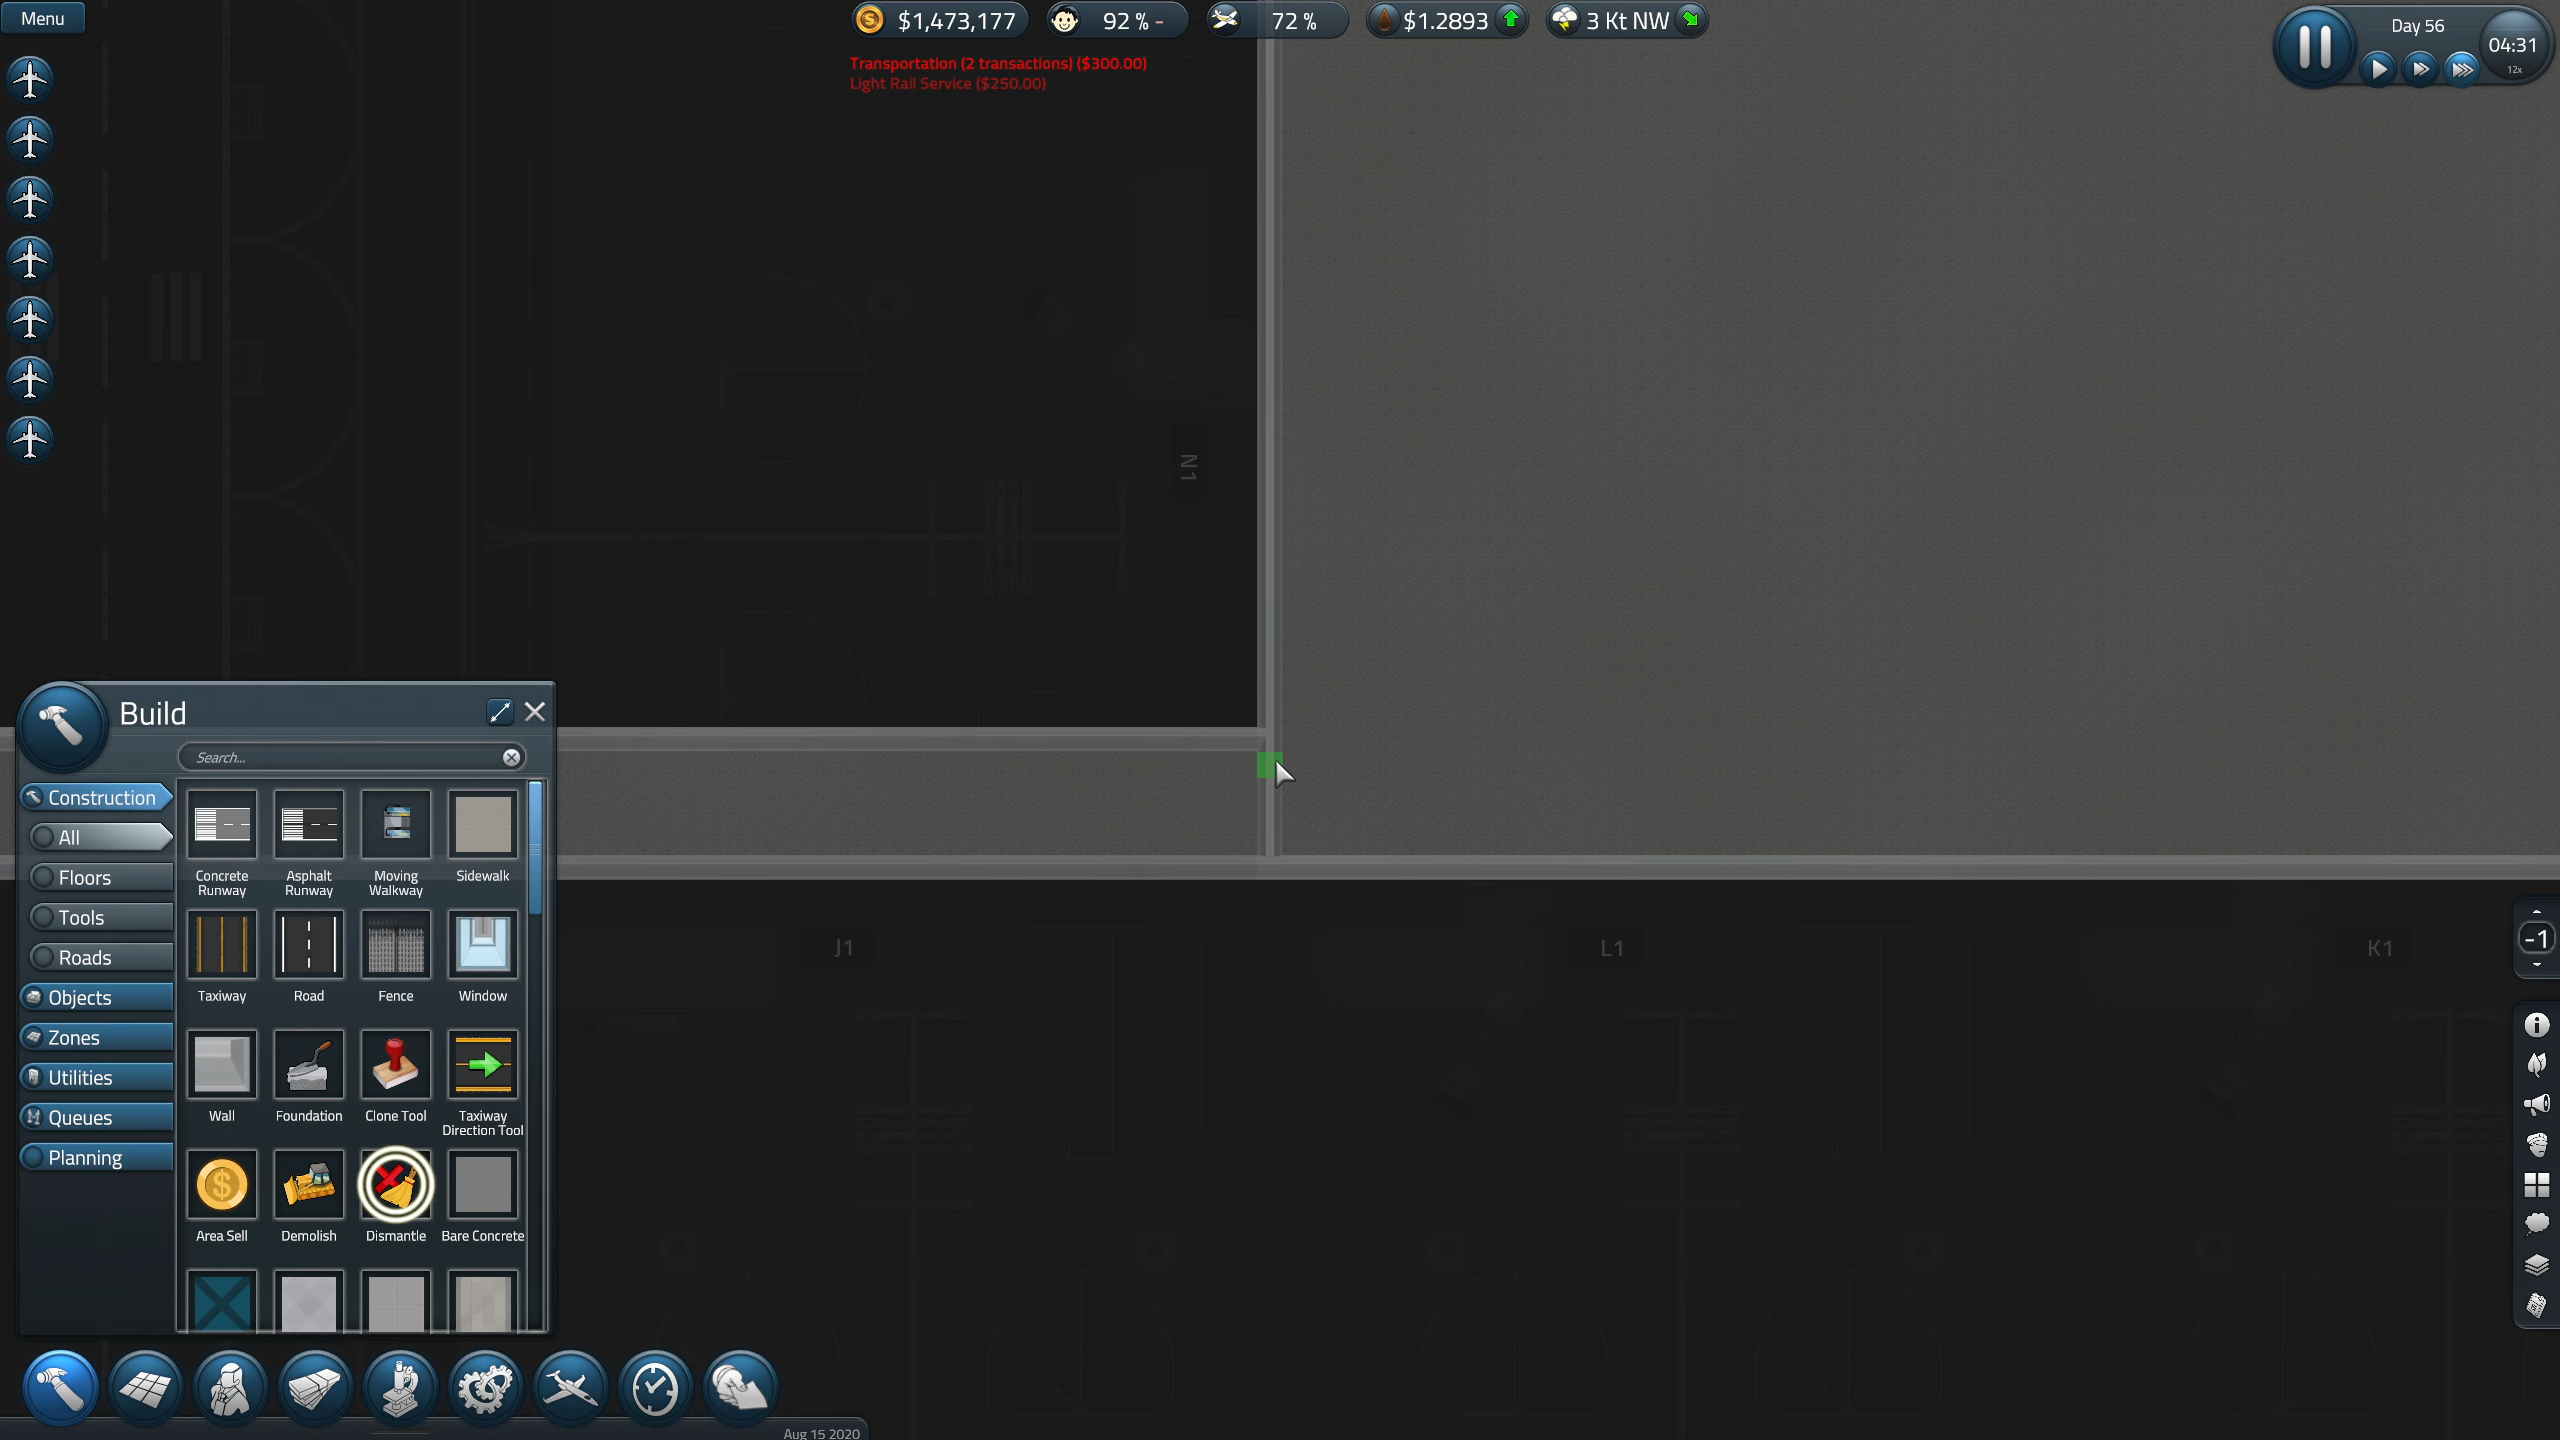 Menu
$1,473,177
92 % -
72 %
$1.2893
3 Kt NW
Day 56
04:31
12x
Transportation (2 transactions) ($300.00)
Light Rail Service ($250.00)
N1
Build
Search...
Construction
All
Floors
Tools
Roads
Objects
Zones
Utilities
Queues
Planning
Concrete
Runway
Asphalt
Runway
Moving
Walkway
Sidewalk
Taxiway
Road
Fence
Window
Wall
Foundation
Clone Tool
Taxiway
Direction Tool
Area Sell
Demolish
Dismantle
Bare Concrete
J1
L1
K1
-1
Aug 15 2020